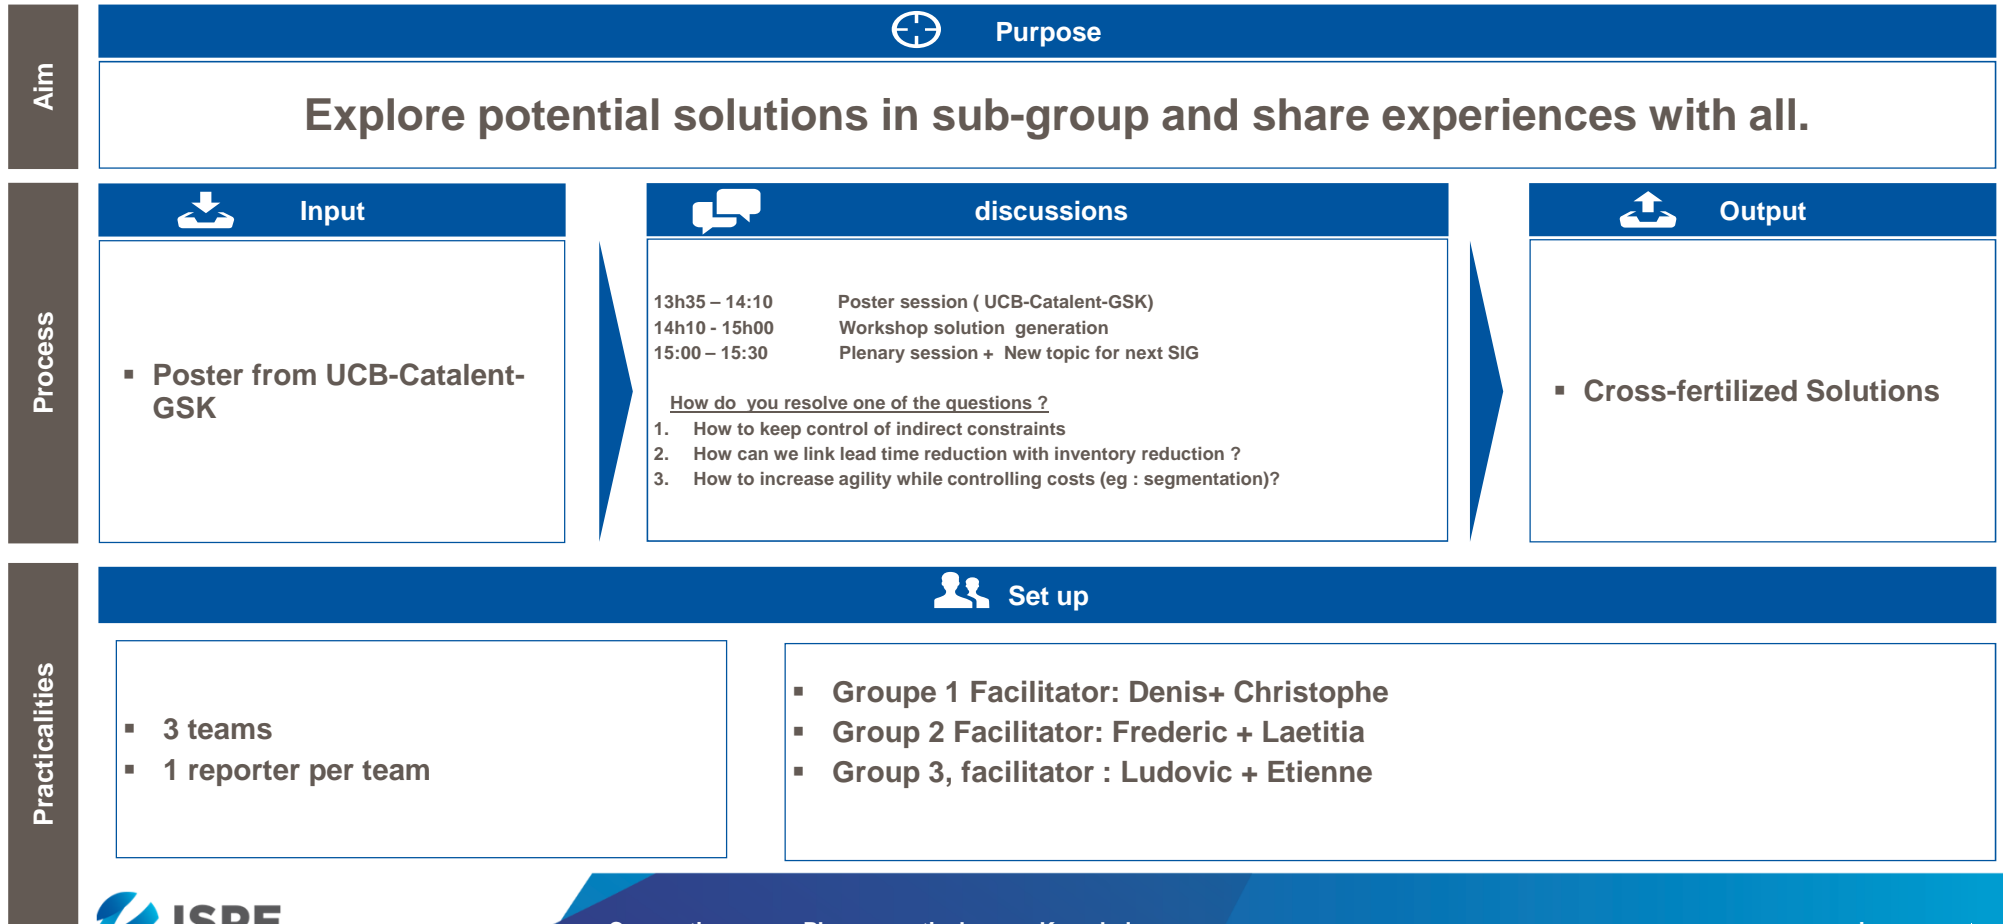 Aim
Purpose
Explore potential solutions in sub-group and share experiences with all.
Process
Input
▪ Poster from UCB-Catalent-
GSK
discussions
13h35 – 14:10 Poster session ( UCB-Catalent-GSK)
14h10 - 15h00 Workshop solution generation
15:00 – 15:30 Plenary session + New topic for next SIG
How do you resolve one of the questions ?
1. How to keep control of indirect constraints
2. How can we link lead time reduction with inventory reduction ?
3. How to increase agility while controlling costs (eg : segmentation)?
Output
▪ Cross-fertilized Solutions
Practicalities
Set up
▪ 3 teams
▪ 1 reporter per team
▪ Groupe 1 Facilitator: Denis+ Christophe
▪ Group 2 Facilitator: Frederic + Laetitia
▪ Group 3, facilitator : Ludovic + Etienne
ISPE